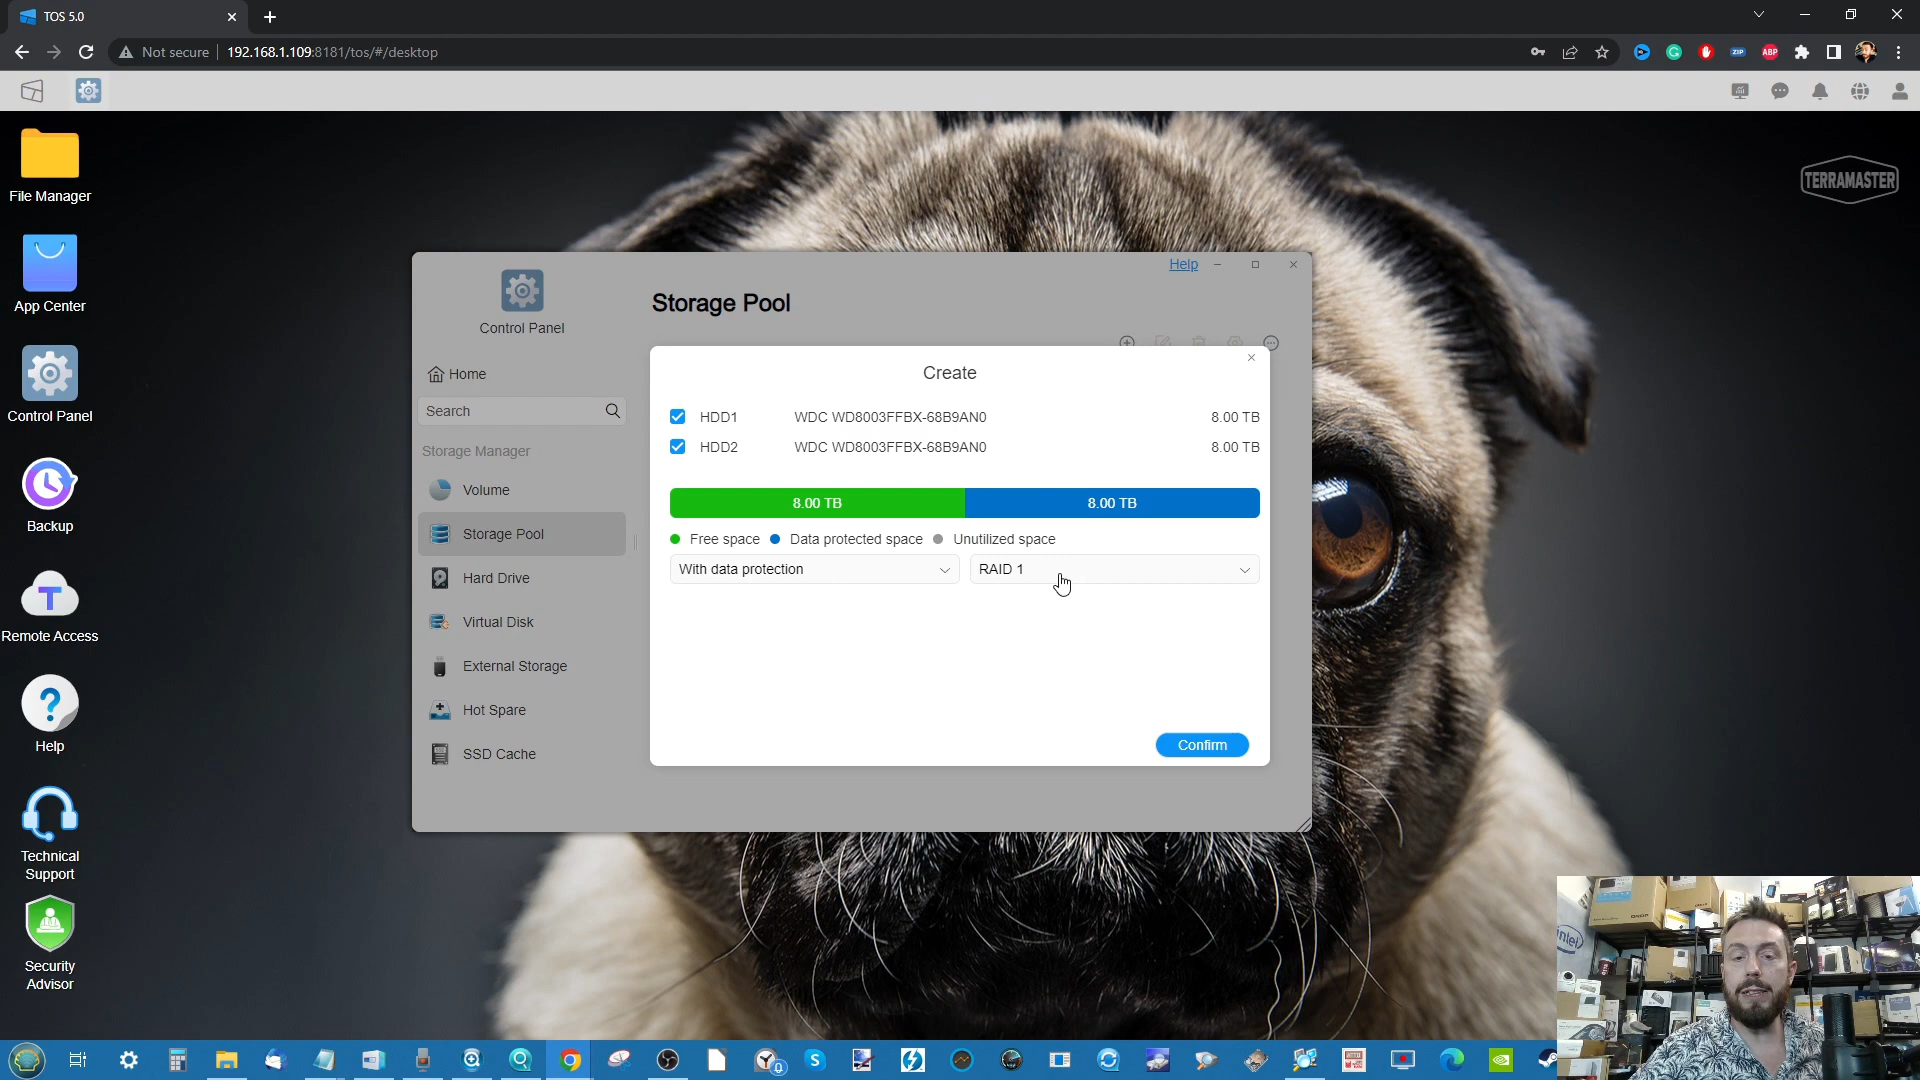 TOS 5.0
Not secure
192.168.1.109:8181/tos/#/desktop
ZIP
ABP
File Manager
App Center
Control Panel
Backup
T
Remote Access
?
Help
Technical
Support
Security
Advisor
TERRAMASTER
Help
Control Panel
Storage Pool
Home
Search
Storage Manager
Volume
Storage Pool
Hard Drive
Virtual Disk
External Storage
Hot Spare
SSD Cache
Create
HDD1 WDC WD8003FFBX-68B9AN0 8.00 TB
HDD2 WDC WD8003FFBX-68B9AN0 8.00 TB
8.00 TB 8.00 TB
Free space Data protected space Unutilized space
With data protection RAID 1
Confirm
intel